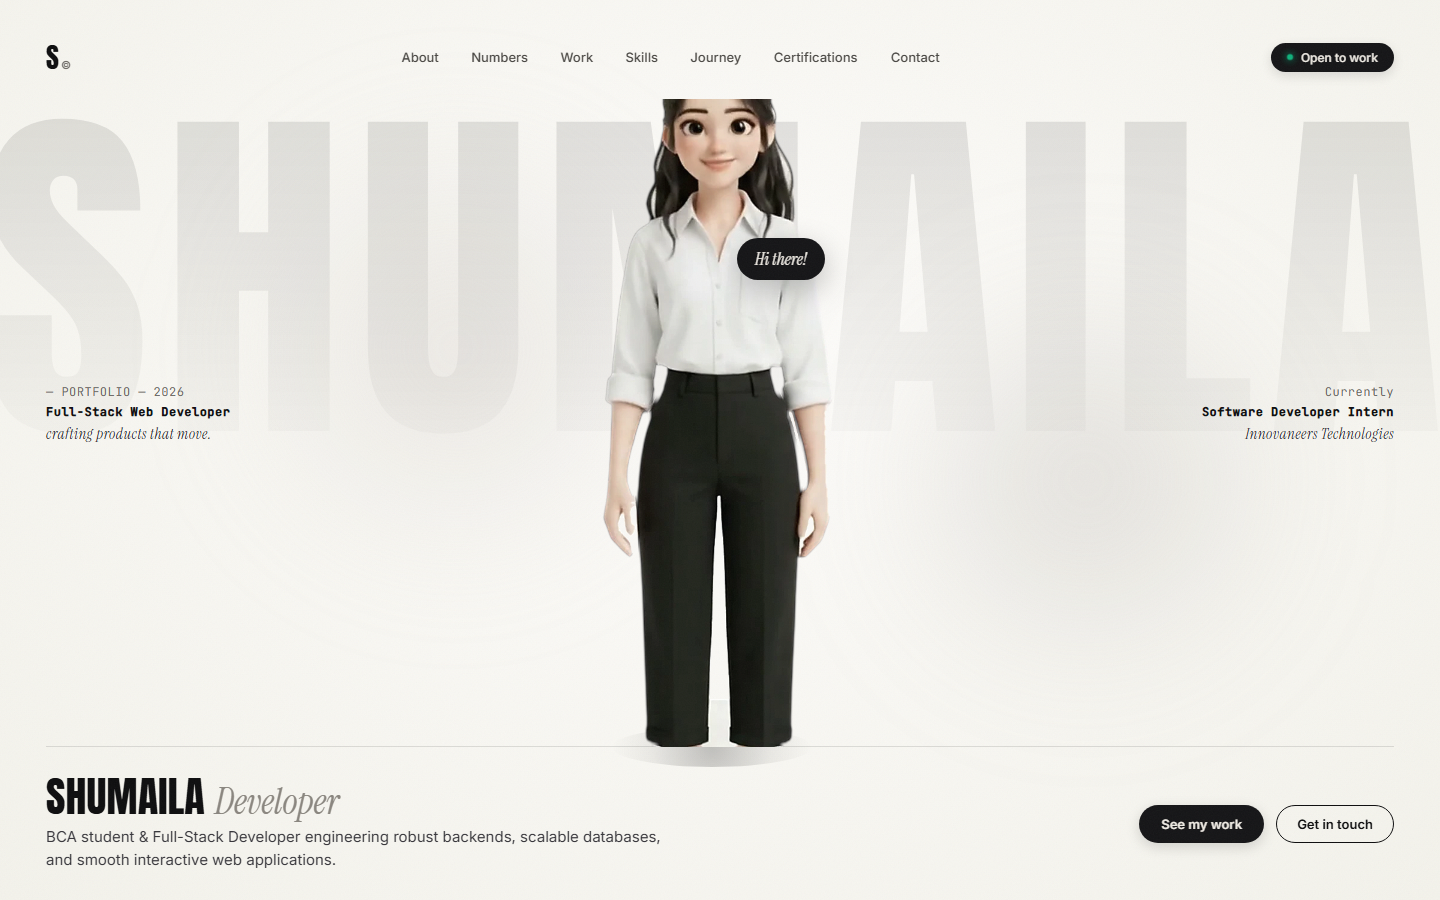 S ©
About Numbers Work Skills Journey Certifications Contact
Open to work
SHUMAILA
Hi there!
— PORTFOLIO — 2026
Full-Stack Web Developer
crafting products that move.
Currently
Software Developer Intern
Innovaneers Technologies
SHUMAILA Developer
BCA student & Full-Stack Developer engineering robust backends, scalable databases,
and smooth interactive web applications.
See my work
Get in touch